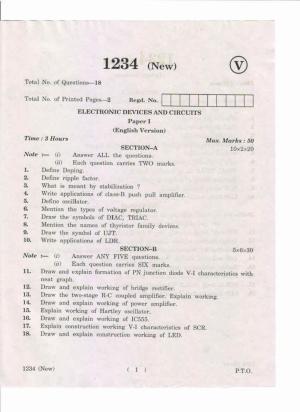 1234 (New)
V
Total No. of Questions—18
Total No. of Printed Pages—2 Regd. No.
ELECTRONIC DEVICES AND CIRCUITS
Paper I
(English Version)
Time : 3 Hours Max. Marks : 50
SECTION–A 10×2=20
Note :— (i) Answer ALL the questions.
(ii) Each question carries TWO marks.
1. Define Doping.
2. Define ripple factor.
3. What is meant by stabilization ?
4. Write applications of class-B push pull amplifier.
5. Define oscillator.
6. Mention the types of voltage regulator.
7. Draw the symbols of DIAC, TRIAC.
8. Mention the names of thyristor family devices.
9. Draw the symbol of UJT.
10. Write applications of LDR.
SECTION–B 5×6=30
Note :— (i) Answer ANY FIVE questions.
(ii) Each question carries SIX marks.
11. Draw and explain formation of PN junction diode V-I characteristics with
neat graph.
12. Draw and explain working of bridge rectifier.
13. Draw the two-stage R-C coupled amplifier. Explain working.
14. Draw and explain working of power amplifier.
15. Explain working of Hartley oscillator.
16. Draw and explain working of IC555.
17. Explain construction working V-I characteristics of SCR.
18. Draw and explain construction working of LED.
1234 (New) ( 1 ) P.T.O.